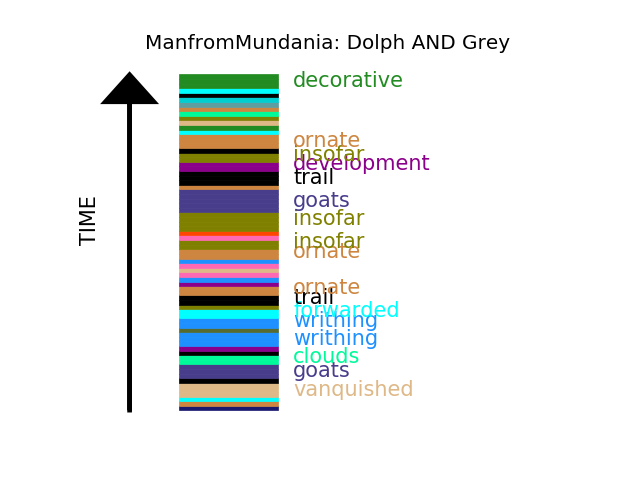 ManfromMundania: Dolph AND Grey
decorative
ornate
insofar
development
trail
goats
insofar
insofar
ornate
ornate
trail
forwarded
writhing
writhing
clouds
goats
vanquished
TIME